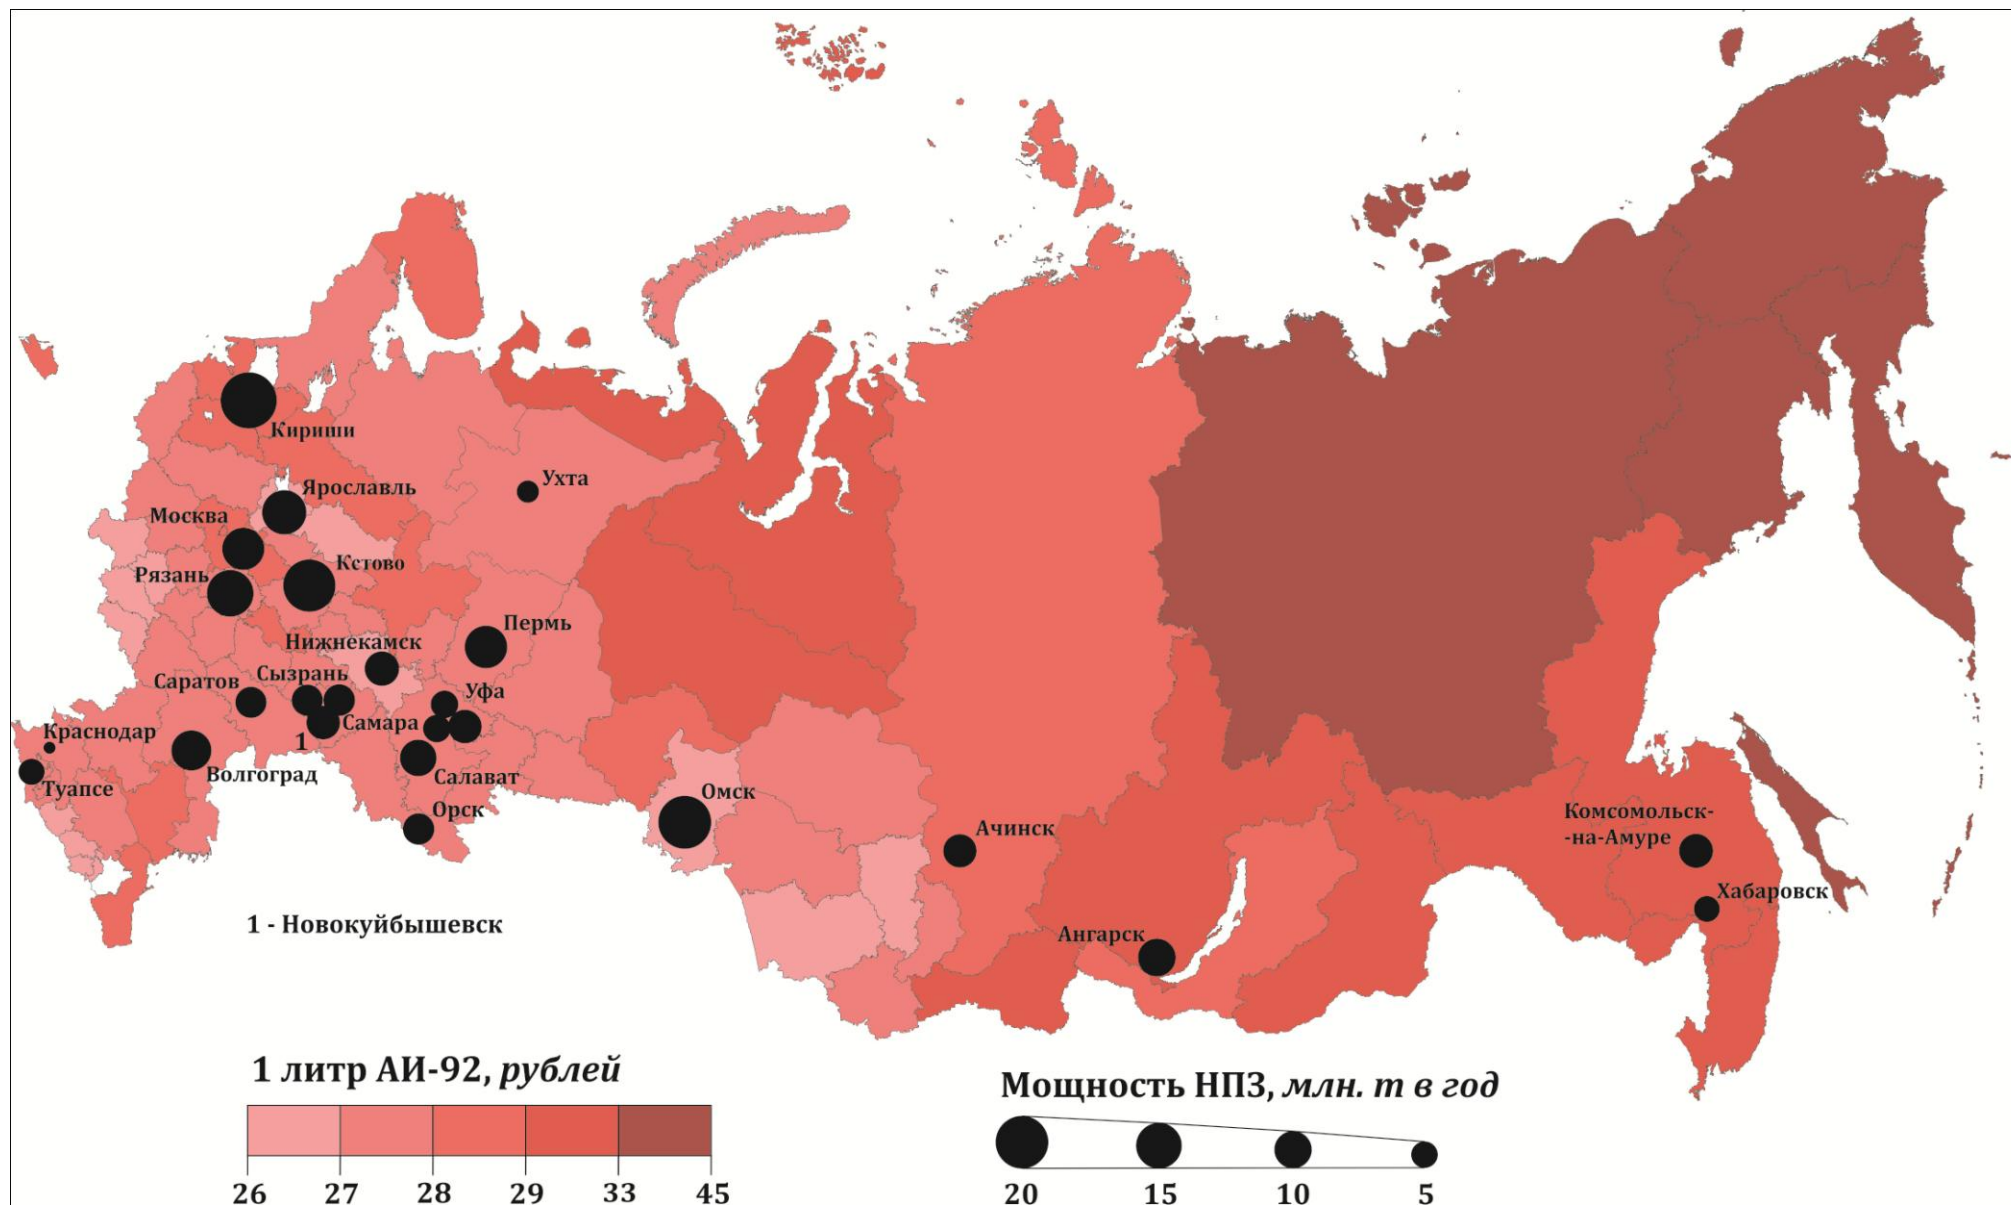 Кириши
Ухта
Ярославль
Москва
Кстово
Рязань
Пермь
Нижнекамск
Сызрань
Саратов
Уфа
Самара
Краснодар
1
Волгоград
Салават
Туапсе
Омск
Орск
Ачинск
Комсомольск-
-на-Амуре
Хабаровск
Ангарск
1 - Новокуйбышевск
1 литр АИ-92, рублей
26 27 28 29 33 45
Мощность НПЗ, млн. т в год
20 15 10 5